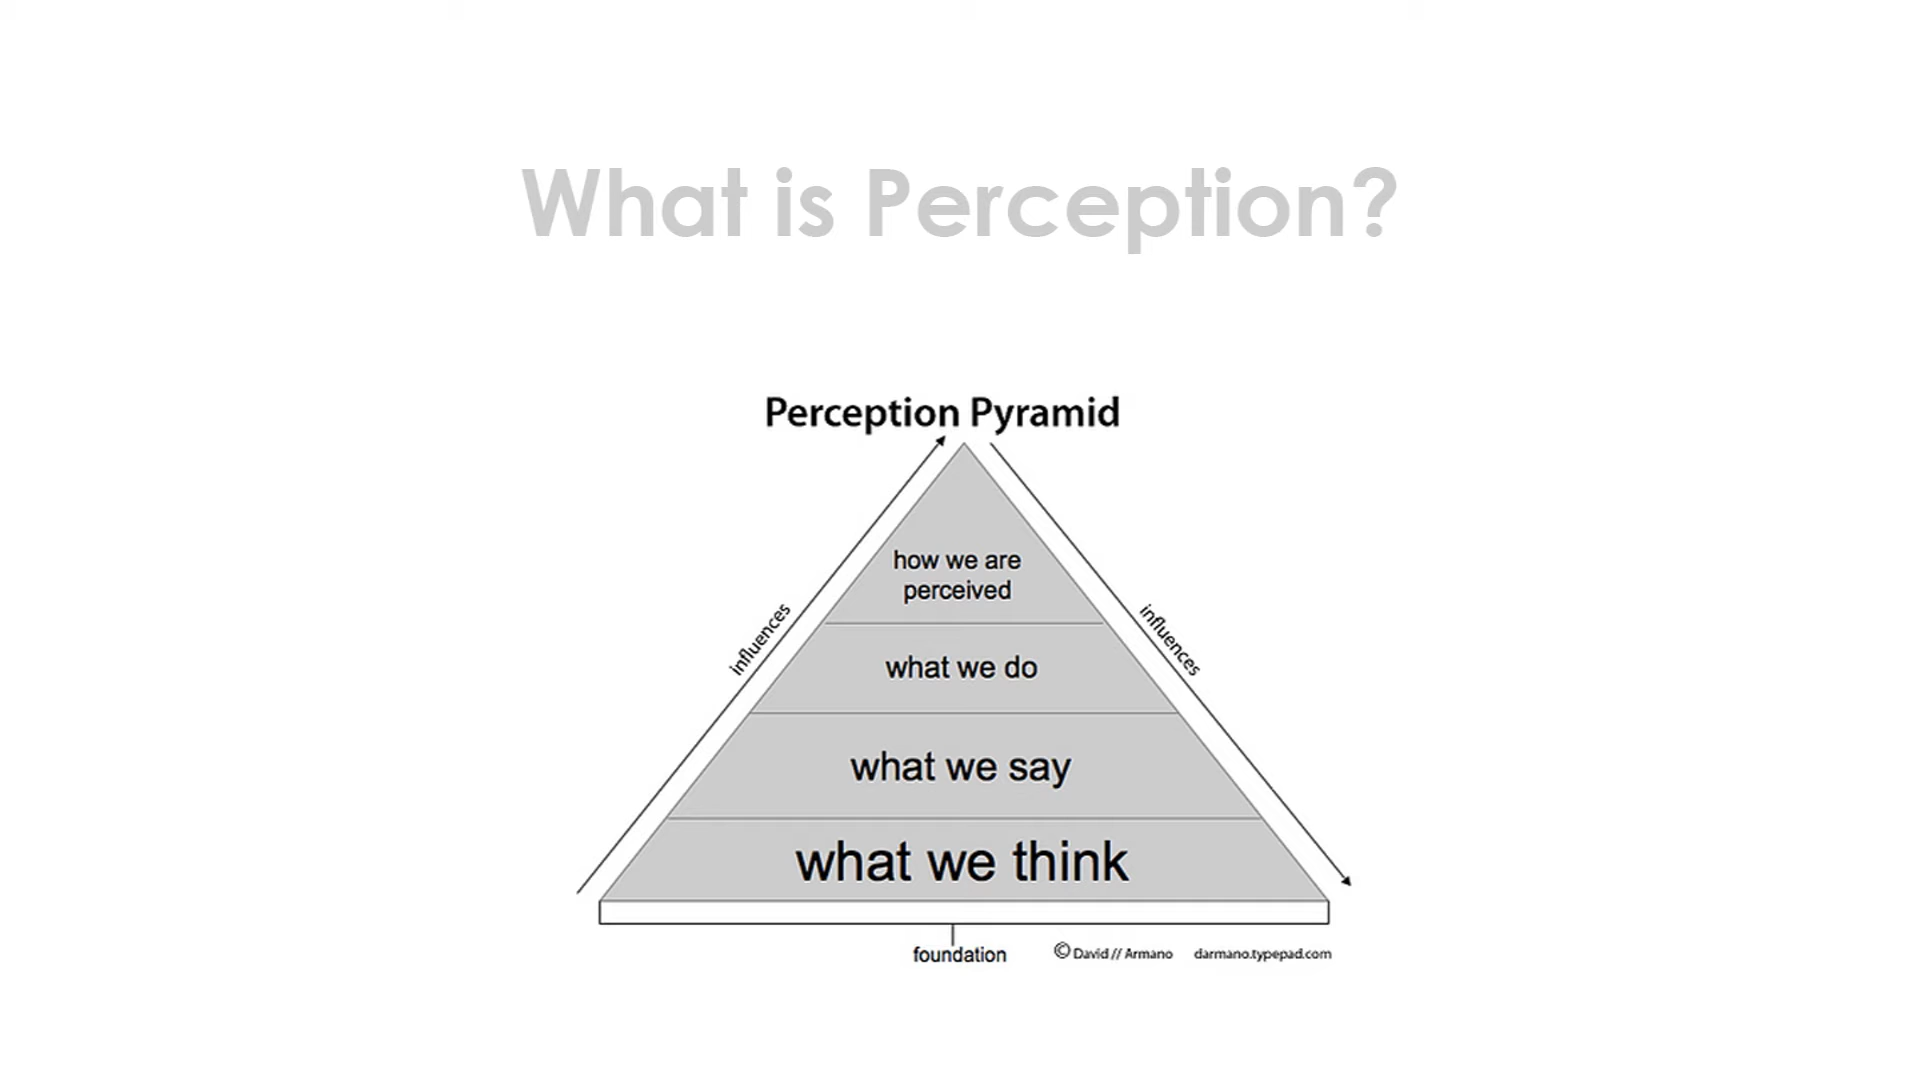 What is Perception?
Perception Pyramid
how we are
perceived
influences
influences
what we do
what we say
what we think
foundation
© David // Armano darmano.typepad.com